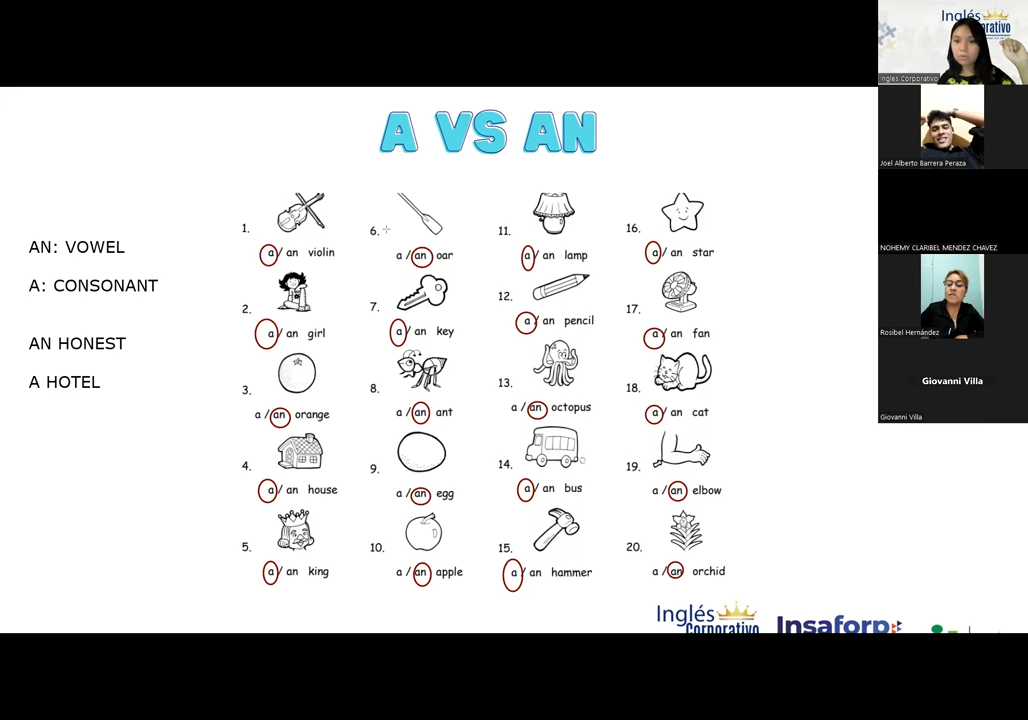 A VS AN
AN: VOWEL
A: CONSONANT
AN HONEST
A HOTEL
1.
a / an violin
2.
a / an girl
3.
a / an orange
4.
a / an house
5.
a / an king
6.
a / an oar
7.
a / an key
8.
a / an ant
9.
a / an egg
10.
a / an apple
11.
a / an lamp
12.
a / an pencil
13.
a / an octopus
14.
a / an bus
15.
a / an hammer
16.
a / an star
17.
a / an fan
18.
a / an cat
19.
a / an elbow
20.
a / an orchid
Inglés
Corporativo
Insaforp
Inglés
Inglés Corporativo
Joel Alberto Barrera Peraza
NOHEMY CLARIBEL MENDEZ CHAVEZ
Rosibel Hernández
Giovanni Villa
Giovanni Villa